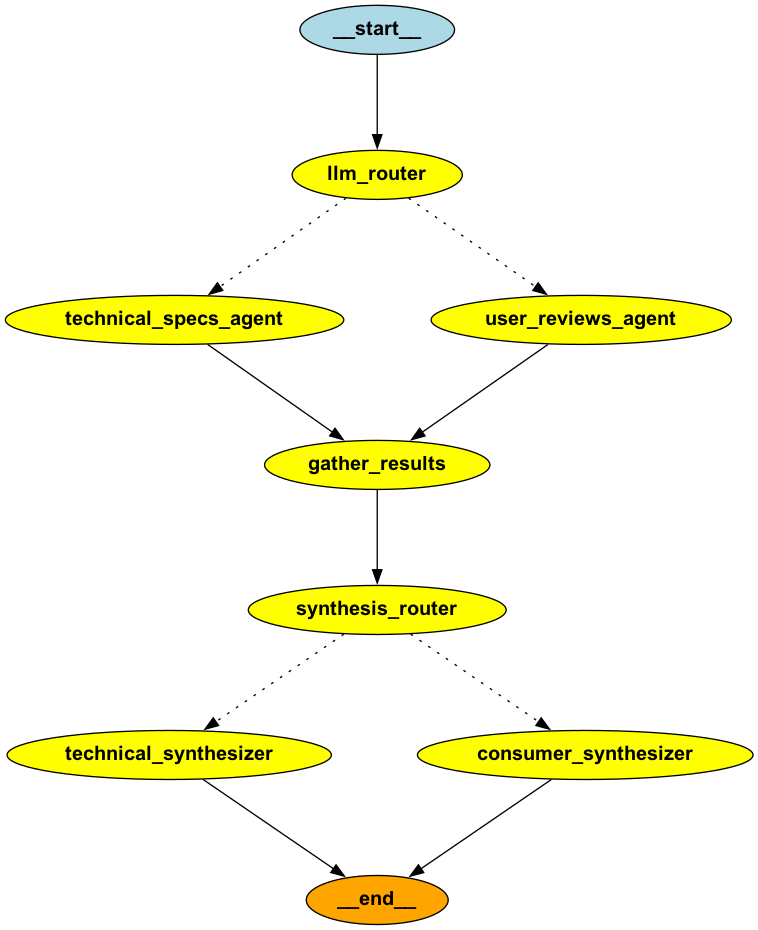 __start__
llm_router
technical_specs_agent
user_reviews_agent
gather_results
synthesis_router
technical_synthesizer
consumer_synthesizer
__end__